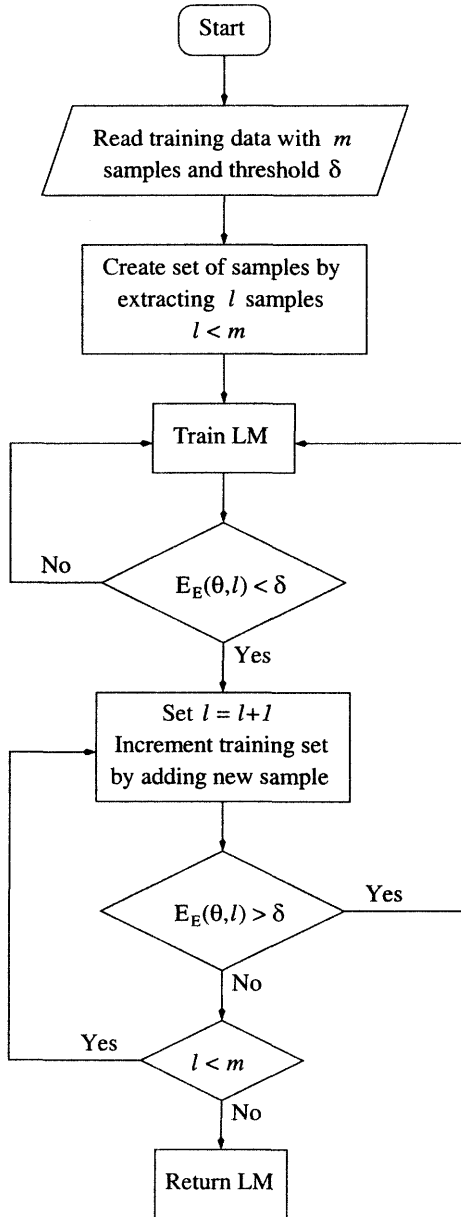 Start
Read training data with m
samples and threshold δ
Create set of samples by
extracting l samples
l < m
Train LM
No
E_E(θ,l) < δ
Yes
Set l = l+1
Increment training set
by adding new sample
E_E(θ,l) > δ
Yes
No
Yes
l < m
No
Return LM